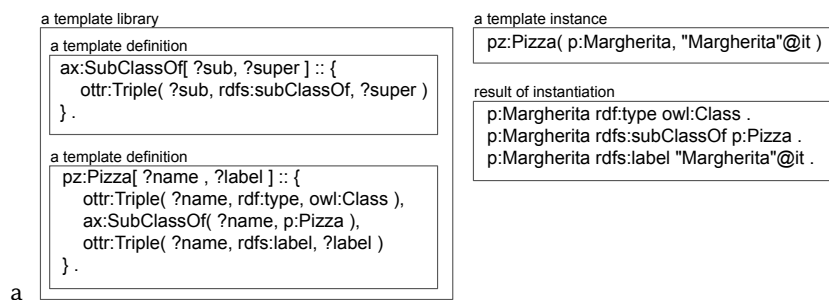 a template library
a template definition
ax:SubClassOf[ ?sub, ?super ] :: {
ottr:Triple( ?sub, rdfs:subClassOf, ?super )
} .
a template definition
pz:Pizza[ ?name , ?label ] :: {
ottr:Triple( ?name, rdf:type, owl:Class ),
ax:SubClassOf( ?name, p:Pizza ),
ottr:Triple( ?name, rdfs:label, ?label )
} .
a template instance
pz:Pizza( p:Margherita, "Margherita"@it )
result of instantiation
p:Margherita rdf:type owl:Class .
p:Margherita rdfs:subClassOf p:Pizza .
p:Margherita rdfs:label "Margherita"@it .
a